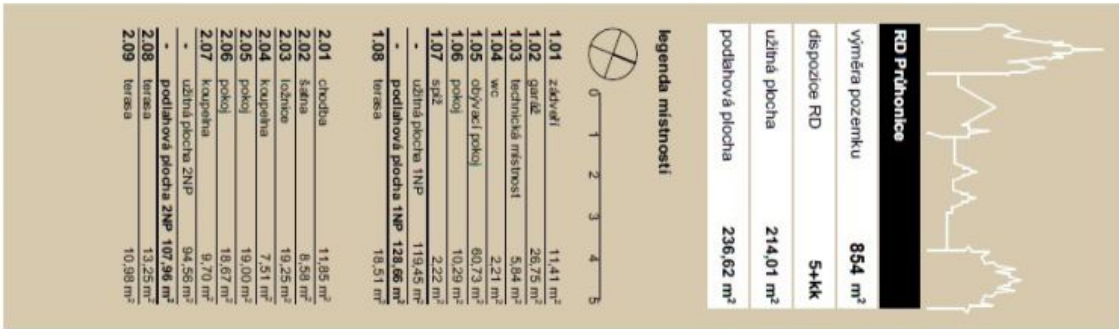 RD Průhonice
výměra pozemku 854 m²
dispozice RD 5+kk
užitná plocha 214,01 m²
podlahová plocha 236,62 m²
legenda místností
0 1 2 3 4 5
1.01 zádveří 11,41 m²
1.02 garáž 26,75 m²
1.03 technická místnost 5,84 m²
1.04 wc 2,21 m²
1.05 obývací pokoj 60,73 m²
1.06 pokoj 10,29 m²
1.07 spíž 2,22 m²
- užitná plocha 1NP 119,45 m²
- podlahová plocha 1NP 128,66 m²
1.08 terasa 18,51 m²
2.01 chodba 11,85 m²
2.02 šatna 8,58 m²
2.03 ložnice 19,25 m²
2.04 koupelna 7,51 m²
2.05 pokoj 19,00 m²
2.06 pokoj 18,67 m²
2.07 koupelna 9,70 m²
- užitná plocha 2NP 94,56 m²
- podlahová plocha 2NP 107,96 m²
2.08 terasa 13,25 m²
2.09 terasa 10,98 m²